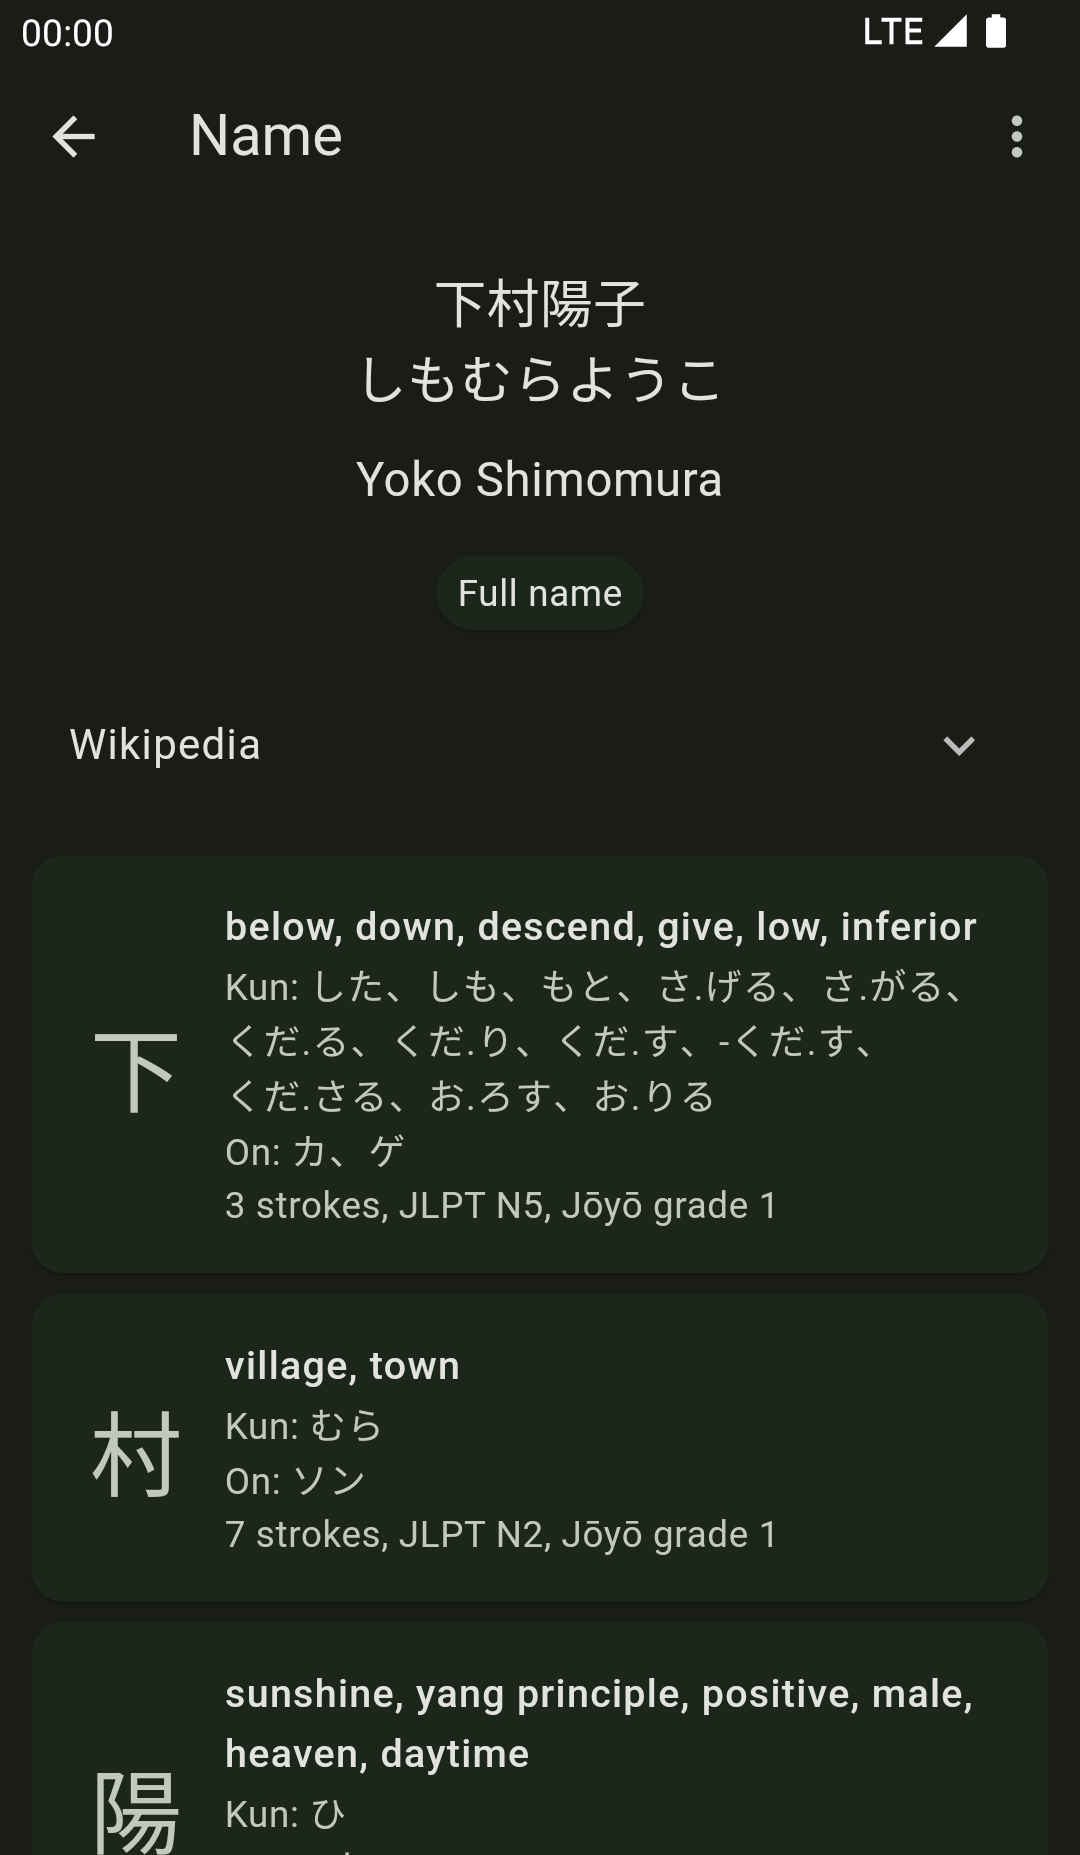 00:00 LTE
Name
下村陽子
しもむらようこ
Yoko Shimomura
Full name
Wikipedia
below, down, descend, give, low, inferior
Kun: した、しも、もと、さ.げる、さ.がる、
くだ.る、くだ.り、くだ.す、-くだ.す、
下
くだ.さる、お.ろす、お.りる
On: カ、ゲ
3 strokes, JLPT N5, Jōyō grade 1
village, town
Kun: むら
村
On: ソン
7 strokes, JLPT N2, Jōyō grade 1
sunshine, yang principle, positive, male,
heaven, daytime
陽
Kun: ひ